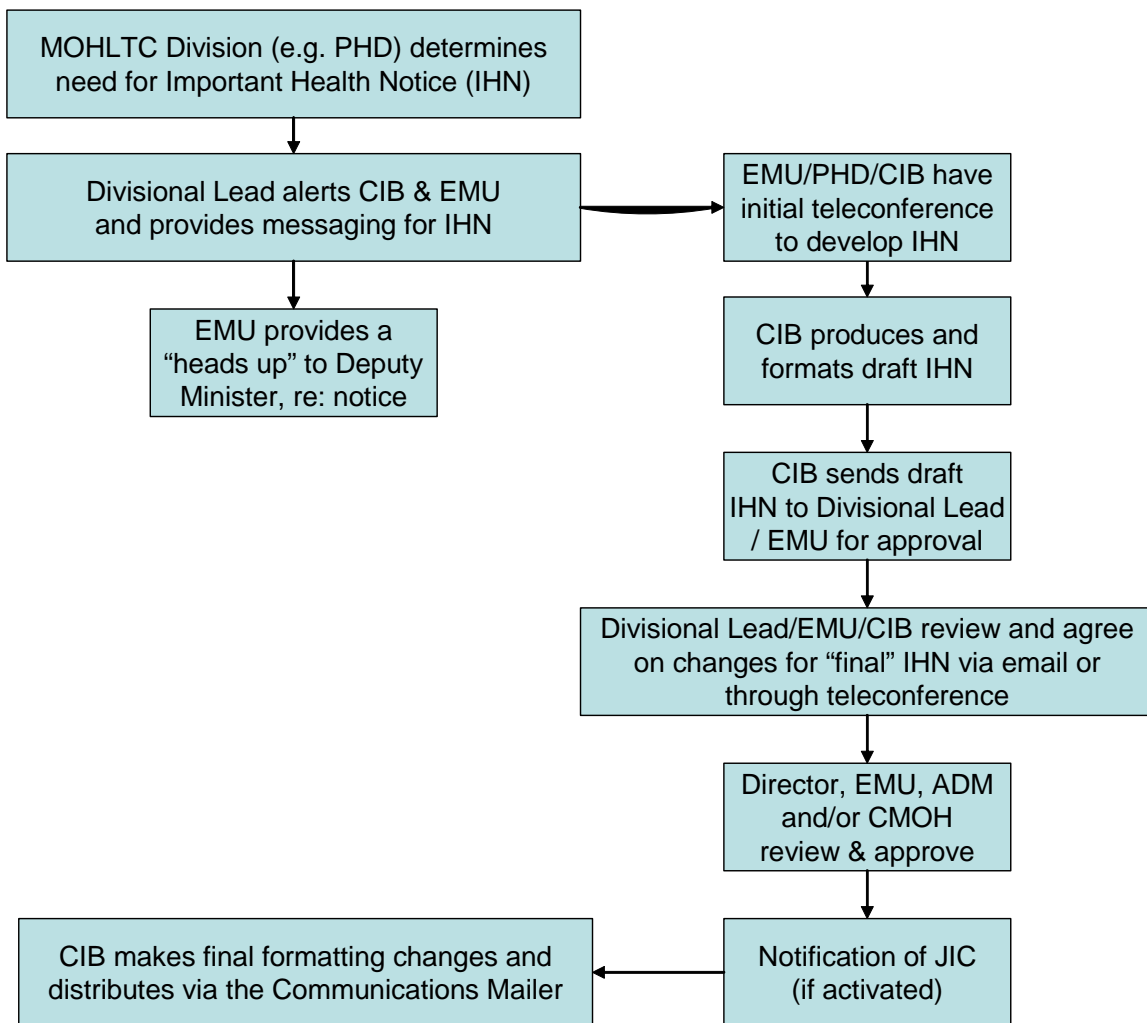 MOHLTC Division (e.g. PHD) determines
need for Important Health Notice (IHN)
Divisional Lead alerts CIB & EMU
and provides messaging for IHN
EMU provides a
“heads up” to Deputy
Minister, re: notice
EMU/PHD/CIB have
initial teleconference
to develop IHN
CIB produces and
formats draft IHN
CIB sends draft
IHN to Divisional Lead
/ EMU for approval
Divisional Lead/EMU/CIB review and agree
on changes for “final” IHN via email or
through teleconference
Director, EMU, ADM
and/or CMOH
review & approve
Notification of JIC
(if activated)
CIB makes final formatting changes and
distributes via the Communications Mailer